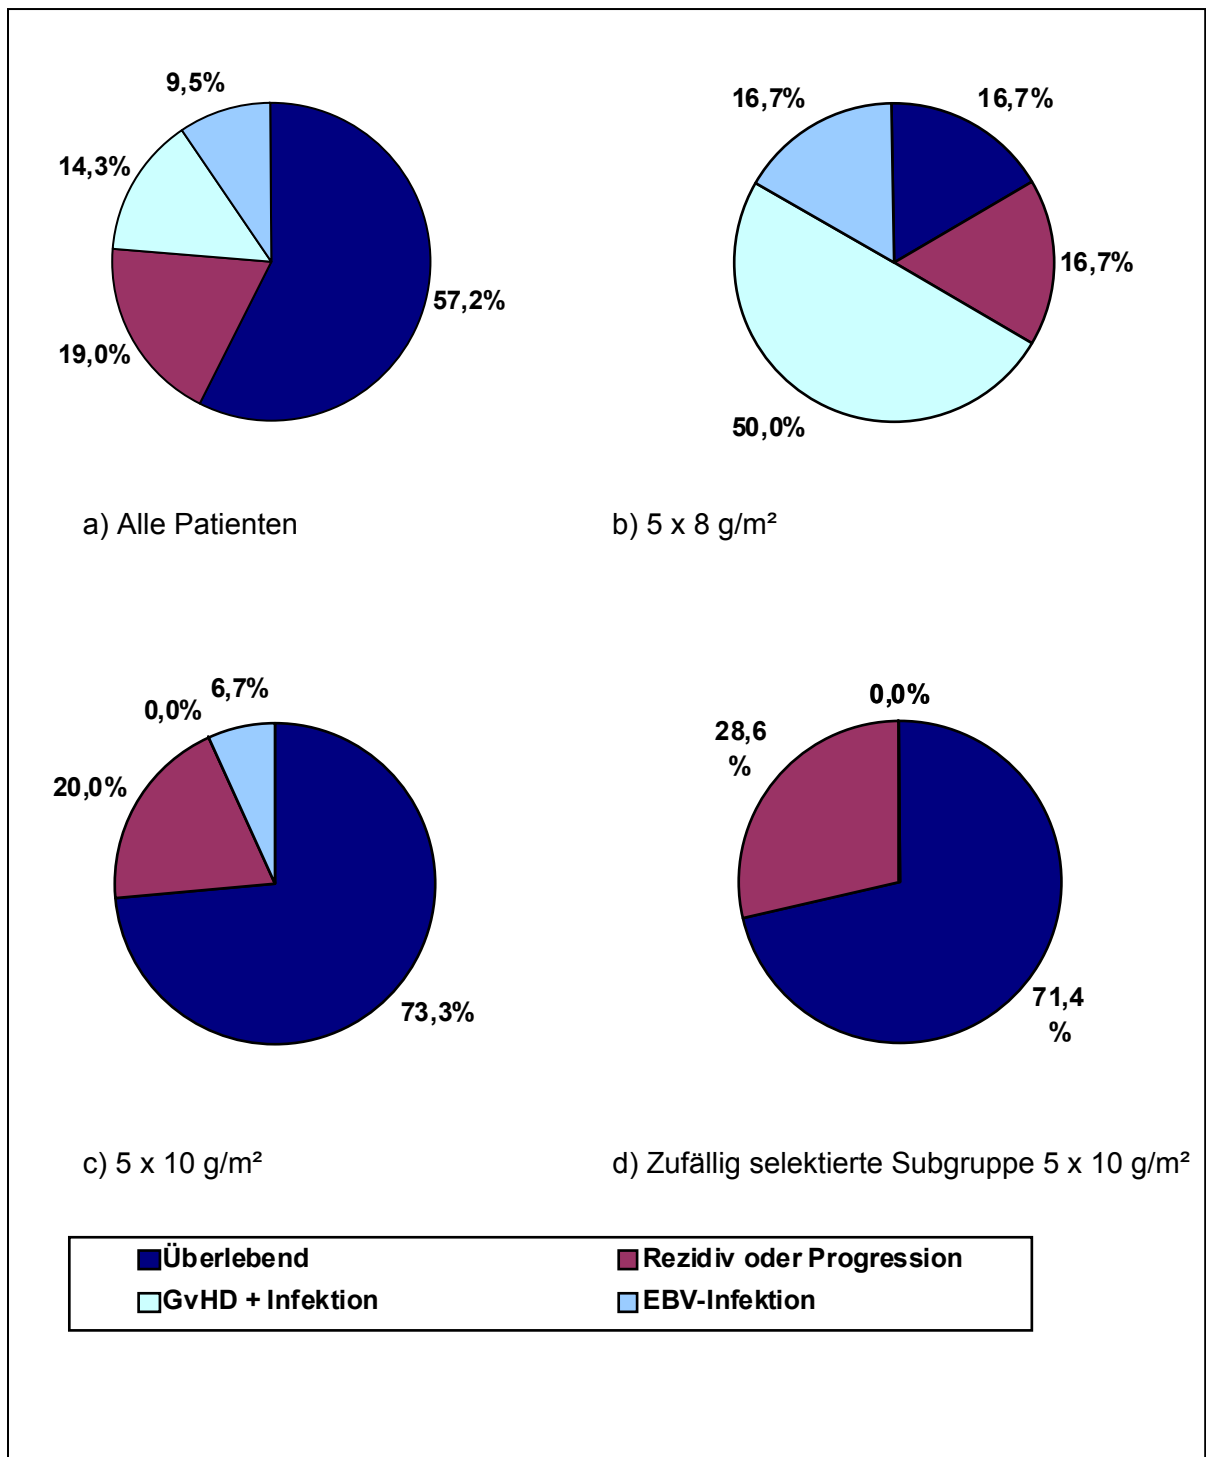 9,5%
14,3%
19,0%
57,2%
a) Alle Patienten
16,7%
16,7%
16,7%
50,0%
b) 5 x 8 g/m²
6,7%
0,0%
20,0%
73,3%
c) 5 x 10 g/m²
0,0%
28,6
%
71,4
%
d) Zufällig selektierte Subgruppe 5 x 10 g/m²
Überlebend
Rezidiv oder Progression
GvHD + Infektion
EBV-Infektion